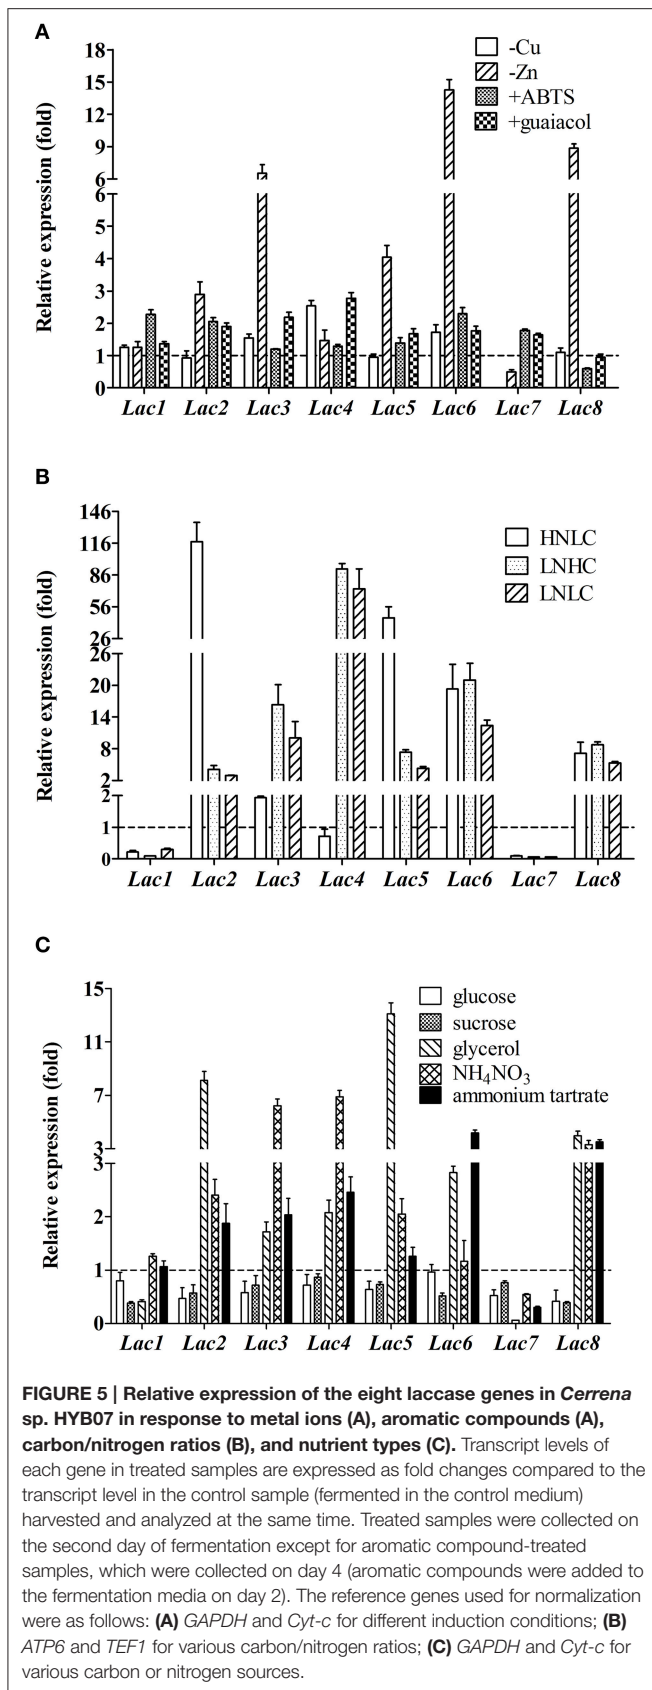 A
Relative expression (fold)
18
15
12
9
6
6
5
4
3
2
1
0
-Cu
-Zn
+ABTS
+guaiacol
Lac1 Lac2 Lac3 Lac4 Lac5 Lac6 Lac7 Lac8
B
Relative expression (fold)
146
116
86
56
26
26
20
14
8
2
2
1
0
HNLC
LNHC
LNLC
Lac1 Lac2 Lac3 Lac4 Lac5 Lac6 Lac7 Lac8
C
Relative expression (fold)
15
11
7
3
3
2
1
0
glucose
sucrose
glycerol
NH4NO3
ammonium tartrate
Lac1 Lac2 Lac3 Lac4 Lac5 Lac6 Lac7 Lac8
FIGURE 5 | Relative expression of the eight laccase genes in Cerrena
sp. HYB07 in response to metal ions (A), aromatic compounds (A),
carbon/nitrogen ratios (B), and nutrient types (C). Transcript levels of
each gene in treated samples are expressed as fold changes compared to the
transcript level in the control sample (fermented in the control medium)
harvested and analyzed at the same time. Treated samples were collected on
the second day of fermentation except for aromatic compound-treated
samples, which were collected on day 4 (aromatic compounds were added to
the fermentation media on day 2). The reference genes used for normalization
were as follows: (A) GAPDH and Cyt-c for different induction conditions; (B)
ATP6 and TEF1 for various carbon/nitrogen ratios; (C) GAPDH and Cyt-c for
various carbon or nitrogen sources.